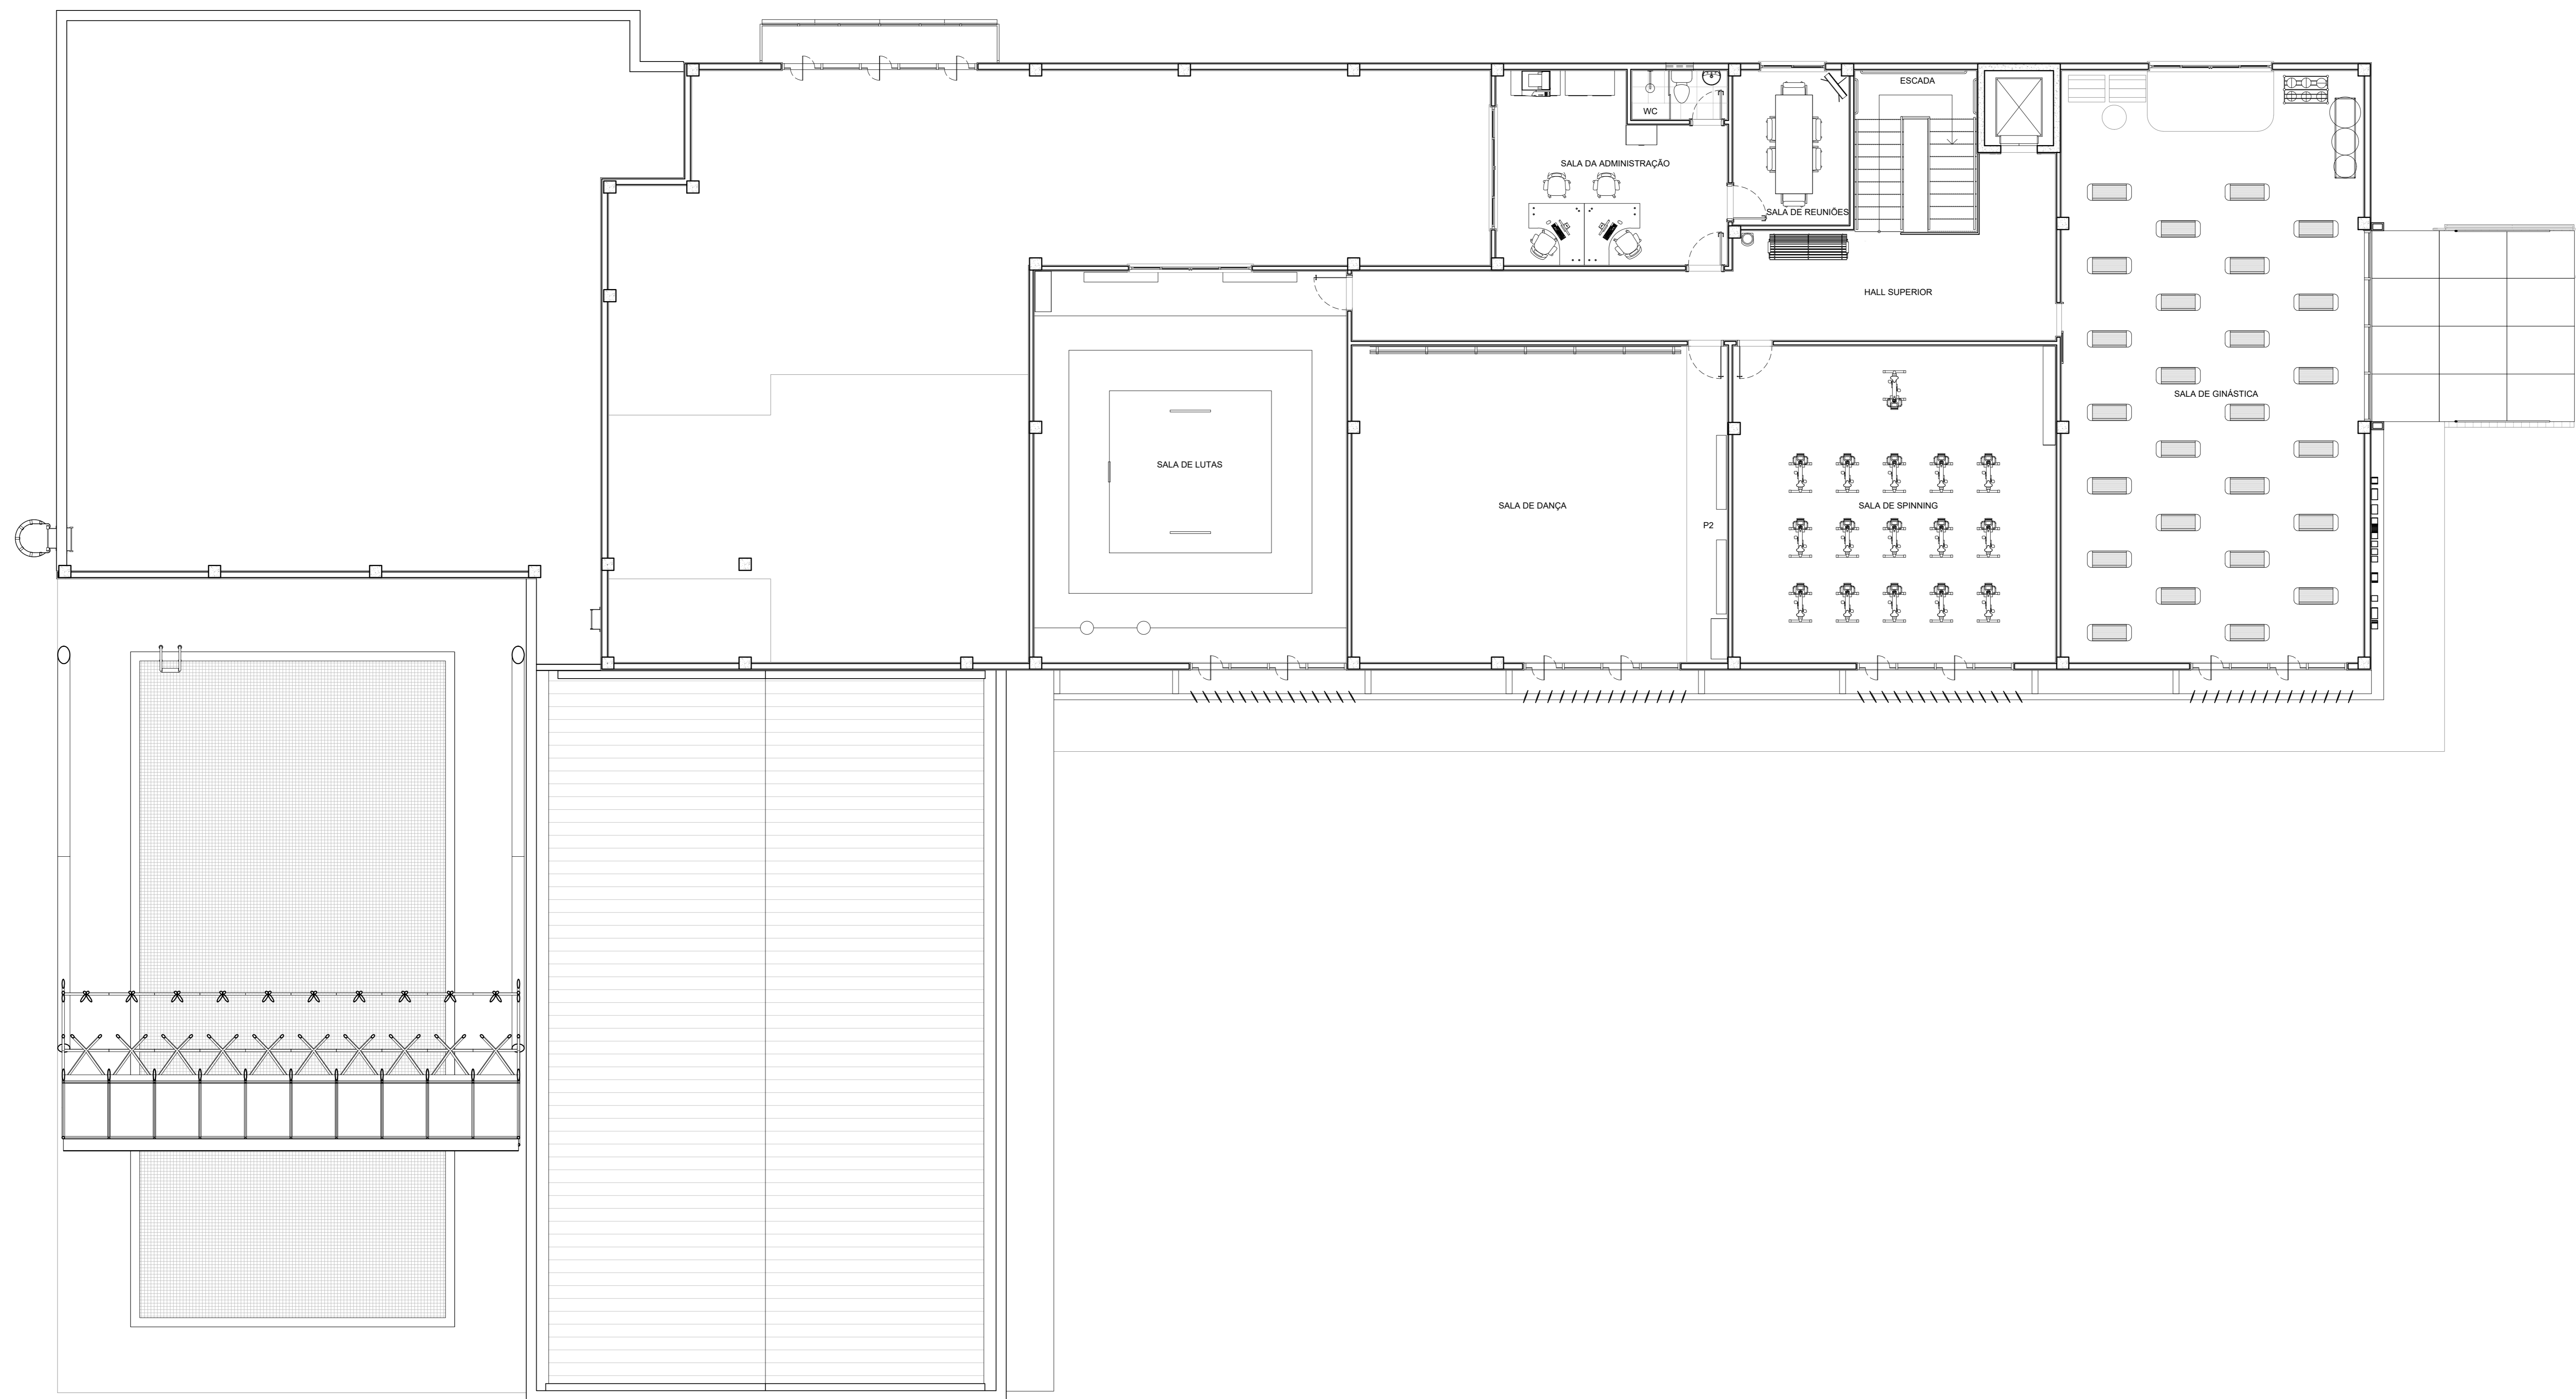 ESCADA
WC
SALA DA ADMINISTRAÇÃO
SALA DE REUNIÕES
HALL SUPERIOR
SALA DE GINÁSTICA
SALA DE LUTAS
SALA DE DANÇA
SALA DE SPINNING
P2